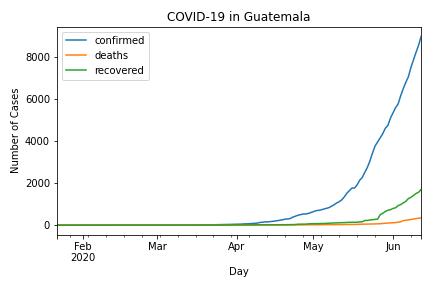 COVID-19 in Guatemala
confirmed
deaths
recovered
Number of Cases
8000
6000
4000
2000
0
Feb
2020
Mar
Apr
May
Jun
Day